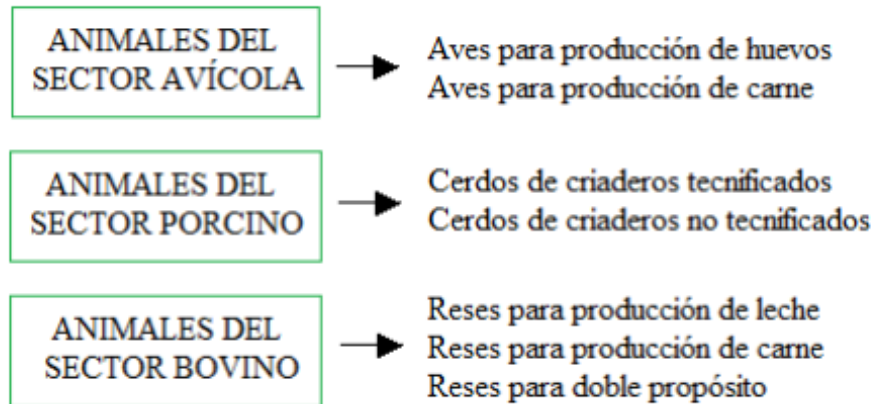 ANIMALES DEL
SECTOR AVÍCOLA
Aves para producción de huevos
Aves para producción de carne
ANIMALES DEL
SECTOR PORCINO
Cerdos de criaderos tecnificados
Cerdos de criaderos no tecnificados
ANIMALES DEL
SECTOR BOVINO
Reses para producción de leche
Reses para producción de carne
Reses para doble propósito